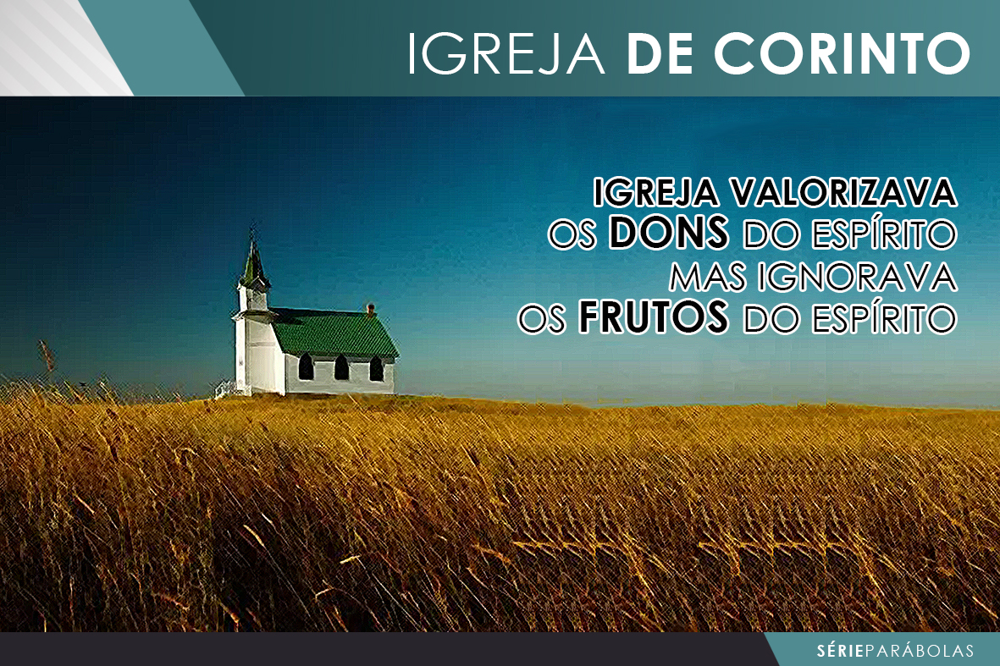 IGREJA DE CORINTO
IGREJA VALORIZAVA
OS DONS DO ESPÍRITO
MAS IGNORAVA
OS FRUTOS DO ESPÍRITO
SÉRIEPARÁBOLAS